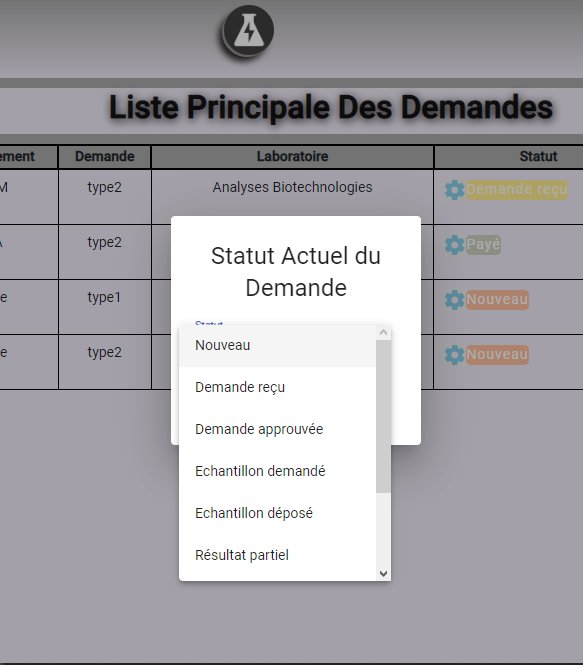 Liste Principale Des Demandes
ement Demande Laboratoire Statut
M type2 Analyses Biotechnologies Demande reçu
type2 Payé
e type1 Nouveau
e type2 Nouveau
Statut Actuel du
Demande
Statut
Nouveau
Demande reçu
Demande approuvée
Echantillon demandé
Echantillon déposé
Résultat partiel